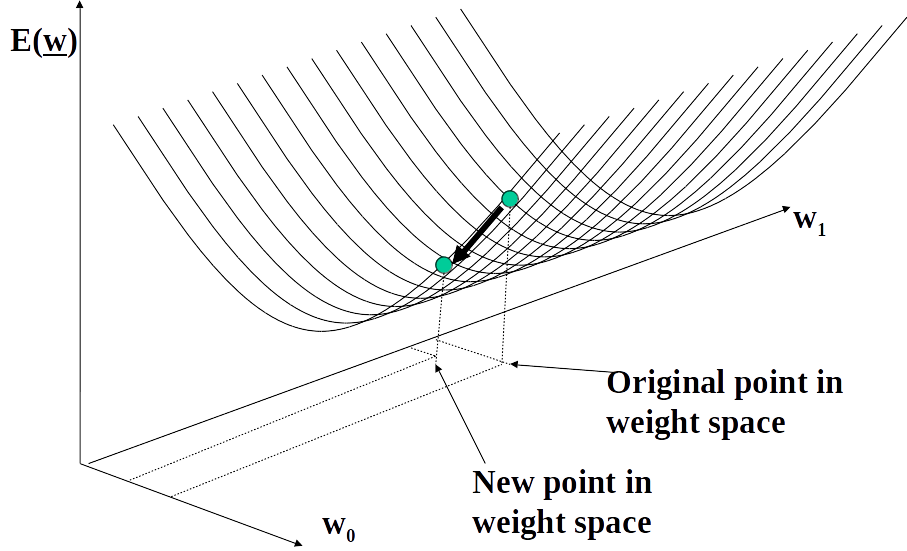 E(w)
w1
Original point in
weight space
New point in
weight space
w0